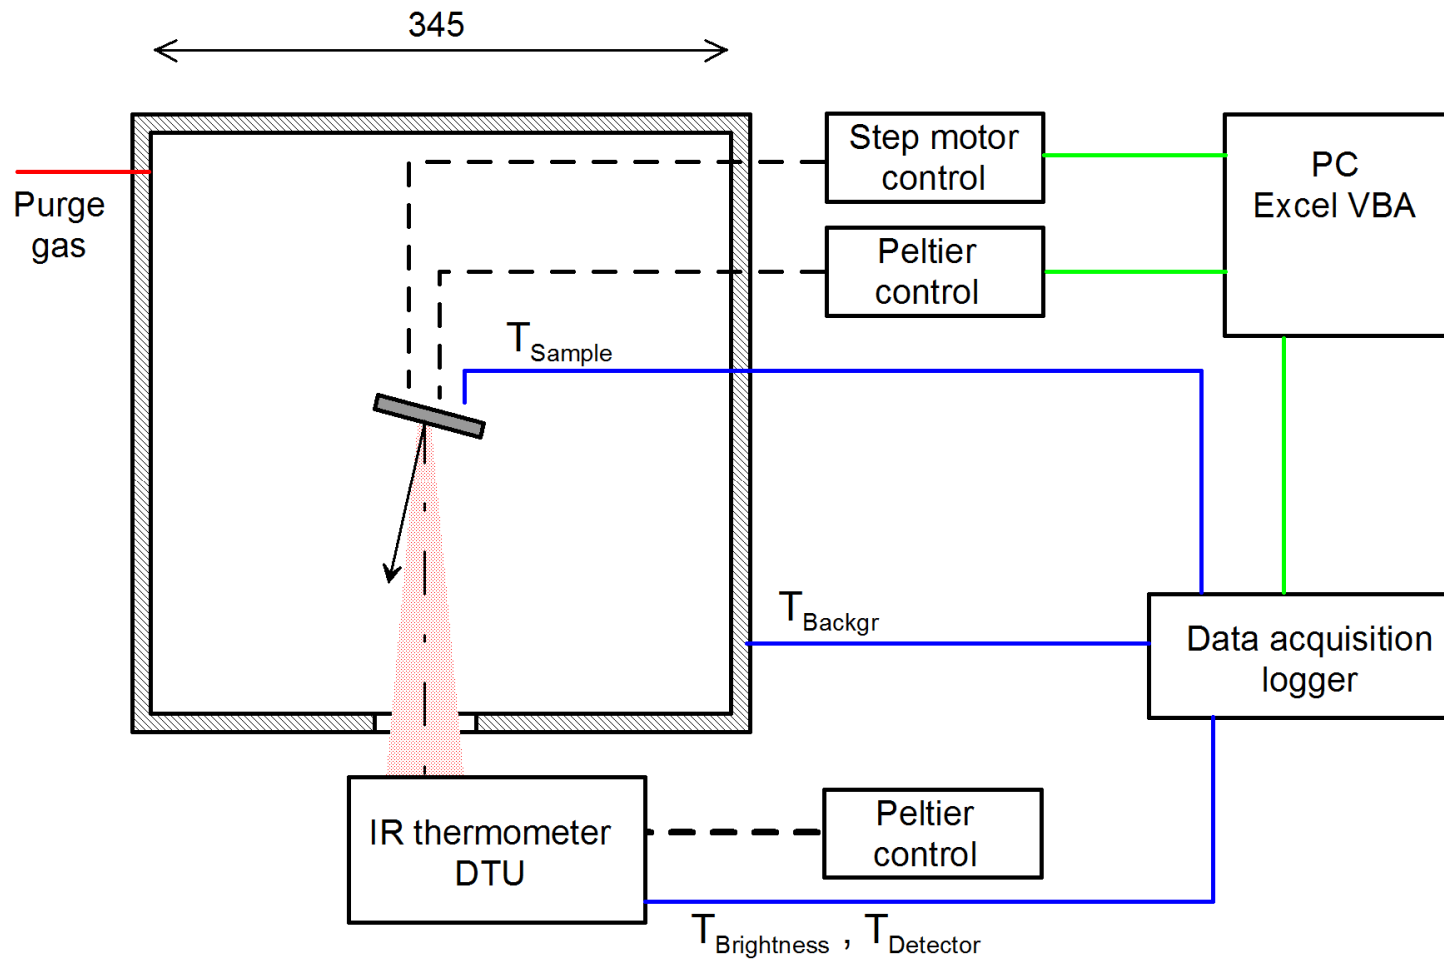 345
Purge
gas
Step motor
control
PC
Excel VBA
Peltier
control
TSample
TBackgr
Data acquisition
logger
IR thermometer
DTU
Peltier
control
TBrightness , TDetector